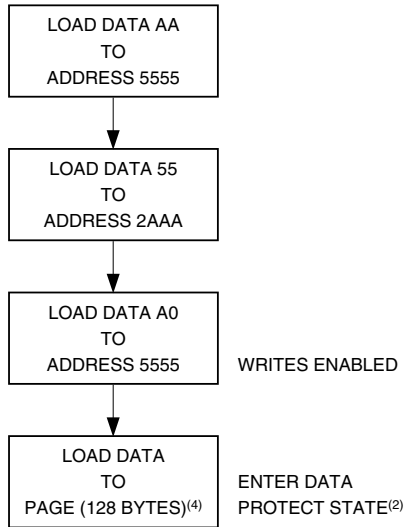 LOAD DATA AA
TO
ADDRESS 5555
LOAD DATA 55
TO
ADDRESS 2AAA
LOAD DATA A0
TO
ADDRESS 5555
WRITES ENABLED
LOAD DATA
TO
PAGE (128 BYTES)(4)
ENTER DATA
PROTECT STATE(2)